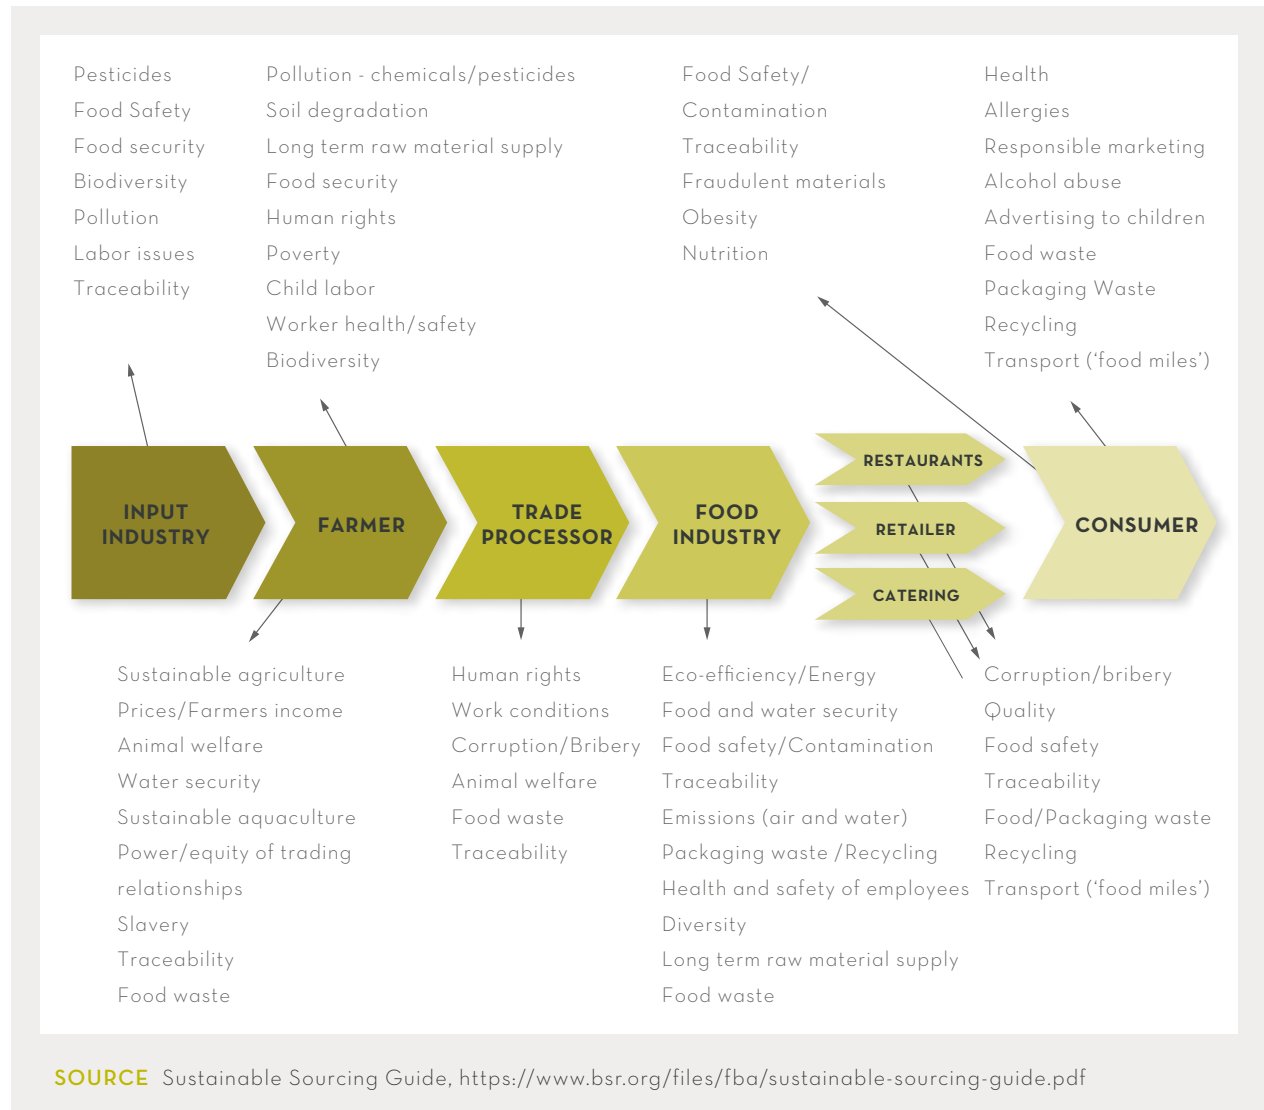 Pesticides
Food Safety
Food security
Biodiversity
Pollution
Labor issues
Traceability
Pollution - chemicals/pesticides
Soil degradation
Long term raw material supply
Food security
Human rights
Poverty
Child labor
Worker health/safety
Biodiversity
Food Safety/
Contamination
Traceability
Fraudulent materials
Obesity
Nutrition
Health
Allergies
Responsible marketing
Alcohol abuse
Advertising to children
Food waste
Packaging Waste
Recycling
Transport (‘food miles’)
INPUT
INDUSTRY
FARMER
TRADE
PROCESSOR
FOOD
INDUSTRY
RESTAURANTS
RETAILER
CATERING
CONSUMER
Sustainable agriculture
Prices/Farmers income
Animal welfare
Water security
Sustainable aquaculture
Power/equity of trading
relationships
Slavery
Traceability
Food waste
Human rights
Work conditions
Corruption/Bribery
Animal welfare
Food waste
Traceability
Eco-efficiency/Energy
Food and water security
Food safety/Contamination
Traceability
Emissions (air and water)
Packaging waste /Recycling
Health and safety of employees
Diversity
Long term raw material supply
Food waste
Corruption/bribery
Quality
Food safety
Traceability
Food/Packaging waste
Recycling
Transport (‘food miles’)
SOURCE Sustainable Sourcing Guide, https://www.bsr.org/files/fba/sustainable-sourcing-guide.pdf